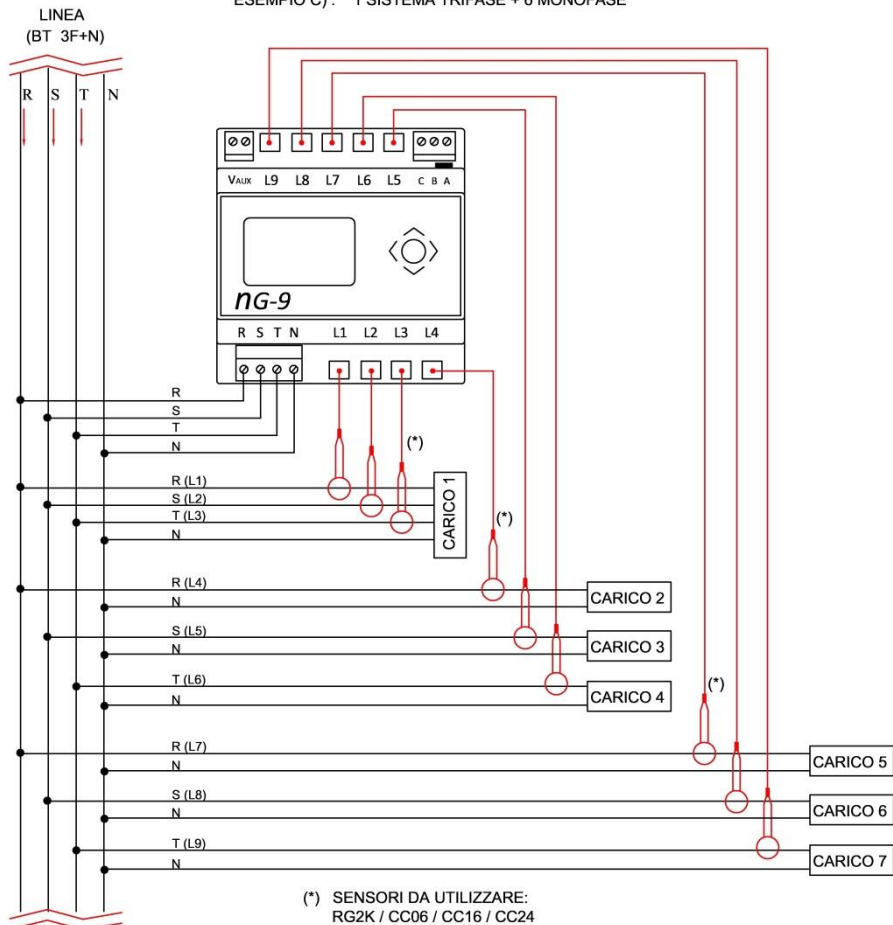 ESEMPIO C) : 1 SISTEMA TRIFASE + 6 MONOFASE
LINEA
(BT 3F+N)
R S T N
VAUX L9 L8 L7 L6 L5 C B A
nG-9
R S T N L1 L2 L3 L4
R
S
T
N
(*)
R (L1)
S (L2)
T (L3)
N
CARICO 1
(*)
R (L4)
N
CARICO 2
S (L5)
N
CARICO 3
T (L6)
N
CARICO 4
(*)
R (L7)
N
CARICO 5
S (L8)
N
CARICO 6
T (L9)
N
CARICO 7
(*) SENSORI DA UTILIZZARE:
RG2K / CC06 / CC16 / CC24